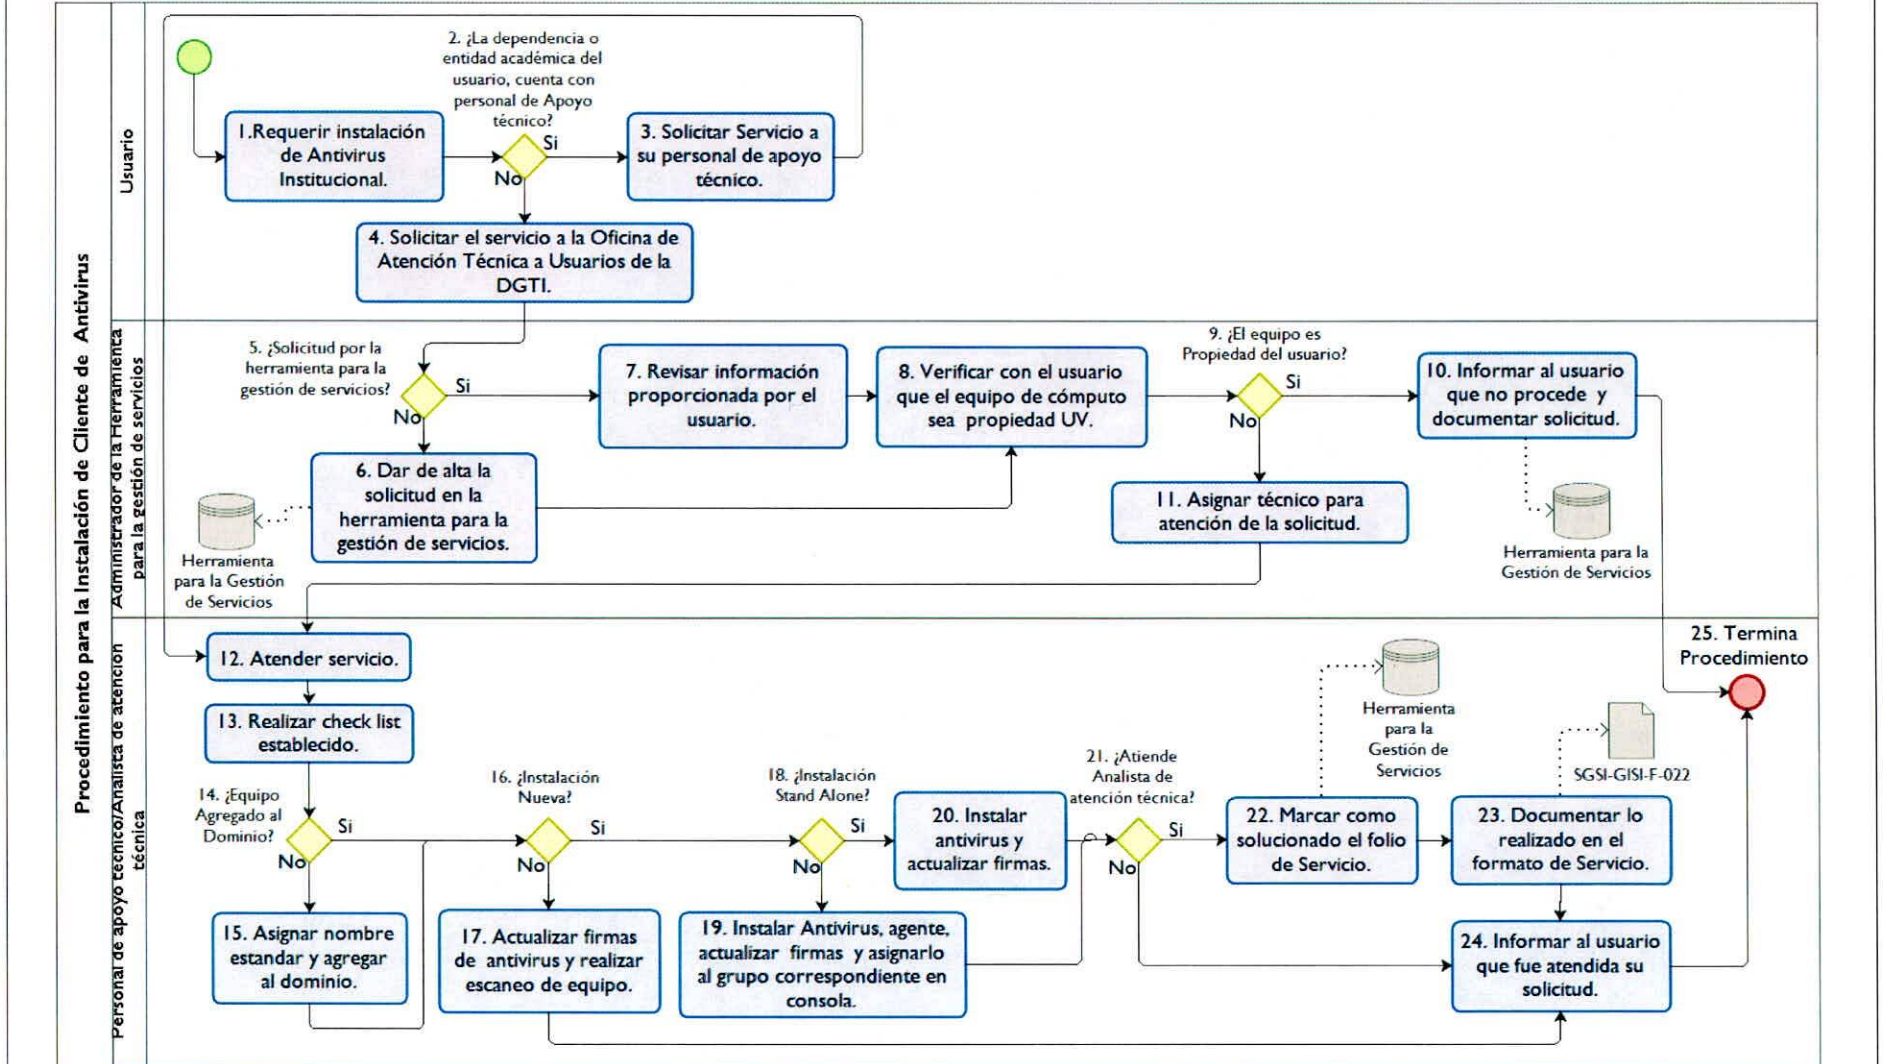 Procedimiento para la Instalación de Cliente de Antivirus
Usuario
2. ¿La dependencia o
entidad académica del
usuario, cuenta con
personal de Apoyo
técnico?
1.Requerir instalación
de Antivirus
Institucional.
Si
No
3. Solicitar Servicio a
su personal de apoyo
técnico.
4. Solicitar el servicio a la Oficina de
Atención Técnica a Usuarios de la
DGTI.
Administrador de la Herramienta
para la gestión de servicios
5. ¿Solicitud por la
herramienta para la
gestión de servicios?
Si
No
7. Revisar información
proporcionada por el
usuario.
8. Verificar con el usuario
que el equipo de cómputo
sea propiedad UV.
9. ¿El equipo es
Propiedad del usuario?
Si
No
10. Informar al usuario
que no procede y
documentar solicitud.
6. Dar de alta la
solicitud en la
herramienta para la
gestión de servicios.
Herramienta
para la Gestión
de Servicios
11. Asignar técnico para
atención de la solicitud.
Herramienta para la
Gestión de Servicios
Personal de apoyo técnico/Analista de atención
técnica
12. Atender servicio.
13. Realizar check list
establecido.
14. ¿Equipo
Agregado al
Dominio?
Si
No
15. Asignar nombre
estandar y agregar
al dominio.
16. ¿Instalación
Nueva?
Si
No
17. Actualizar firmas
de antivirus y realizar
escaneo de equipo.
18. ¿Instalación
Stand Alone?
Si
No
19. Instalar Antivirus, agente,
actualizar firmas y asignarlo
al grupo correspondiente en
consola.
20. Instalar
antivirus y
actualizar firmas.
21. ¿Atiende
Analista de
atención técnica?
Si
No
22. Marcar como
solucionado el folio
de Servicio.
Herramienta
para la
Gestión de
Servicios
23. Documentar lo
realizado en el
formato de Servicio.
SGSI-GISI-F-022
24. Informar al usuario
que fue atendida su
solicitud.
25. Termina
Procedimiento